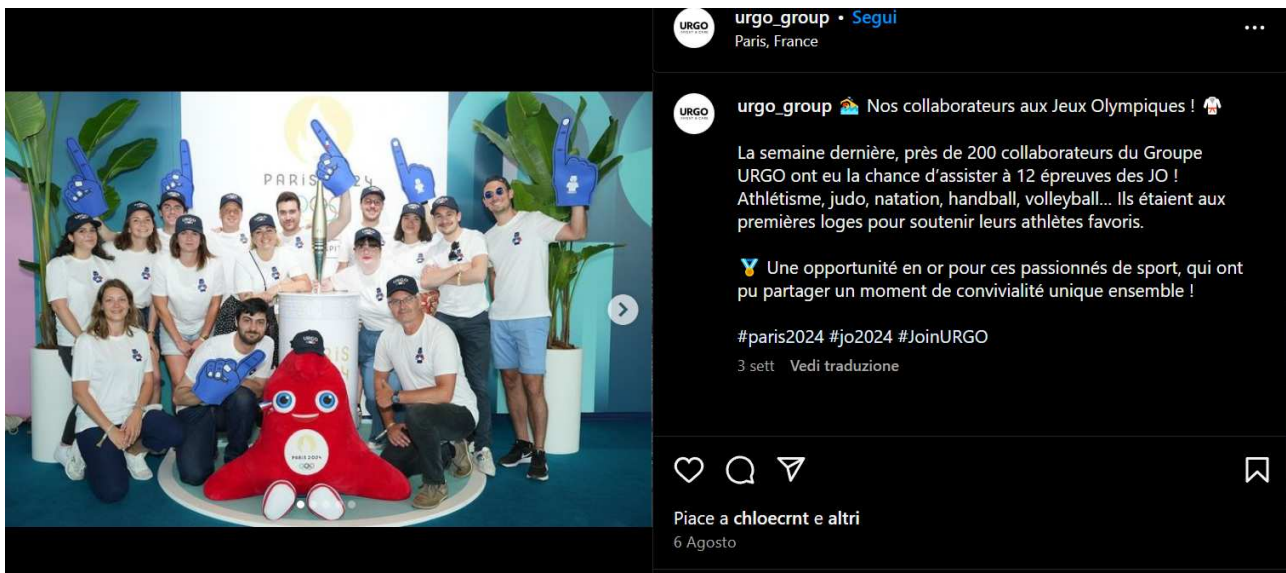 urgo_group • Segui
Paris, France
URGO
URGO
urgo_group 🏊 Nos collaborateurs aux Jeux Olympiques ! 🥋
La semaine dernière, près de 200 collaborateurs du Groupe
URGO ont eu la chance d’assister à 12 épreuves des JO !
Athlétisme, judo, natation, handball, volleyball... Ils étaient aux
premières loges pour soutenir leurs athlètes favoris.
🏅 Une opportunité en or pour ces passionnés de sport, qui ont
pu partager un moment de convivialité unique ensemble !
#paris2024 #jo2024 #JoinURGO
3 sett Vedi traduzione
Piace a chloecrnt e altri
6 Agosto
PARIS 24
URGO
PARIS 2024